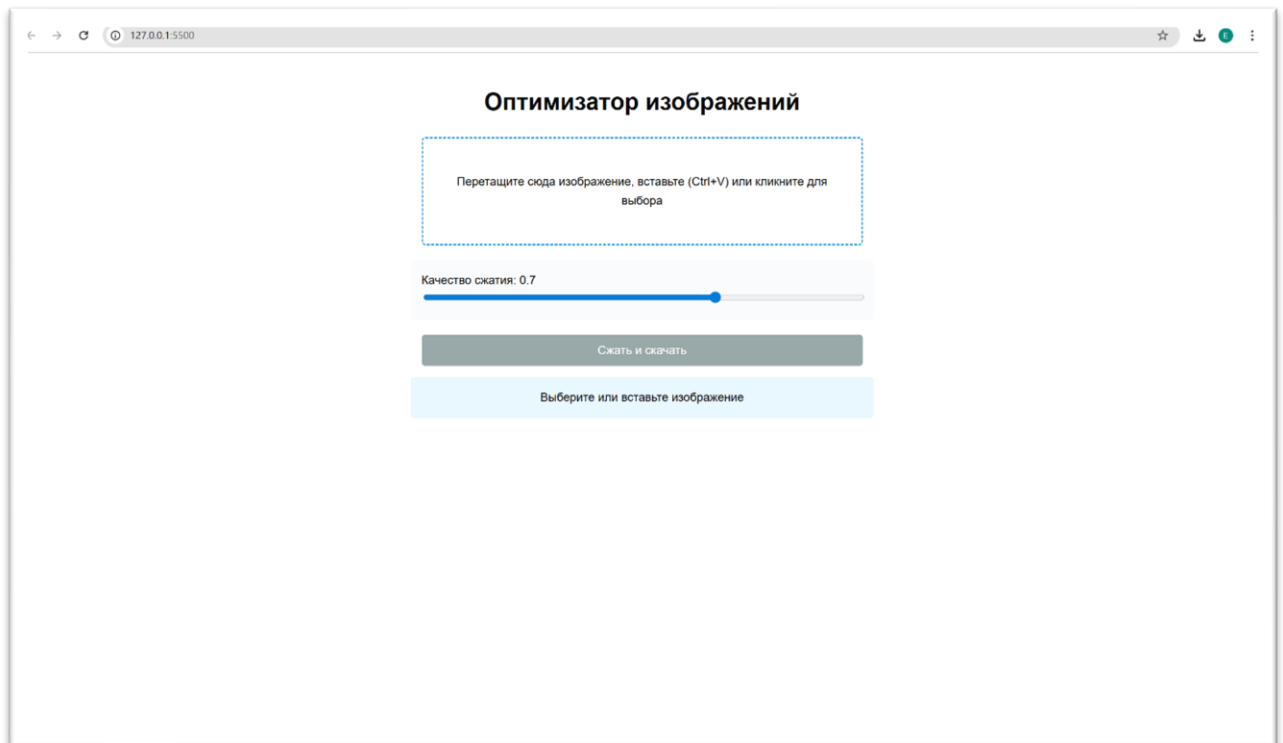 127.0.0.1:5500
E
Оптимизатор изображений
Перетащите сюда изображение, вставьте (Ctrl+V) или кликните для
выбора
Качество сжатия: 0.7
Сжать и скачать
Выберите или вставьте изображение